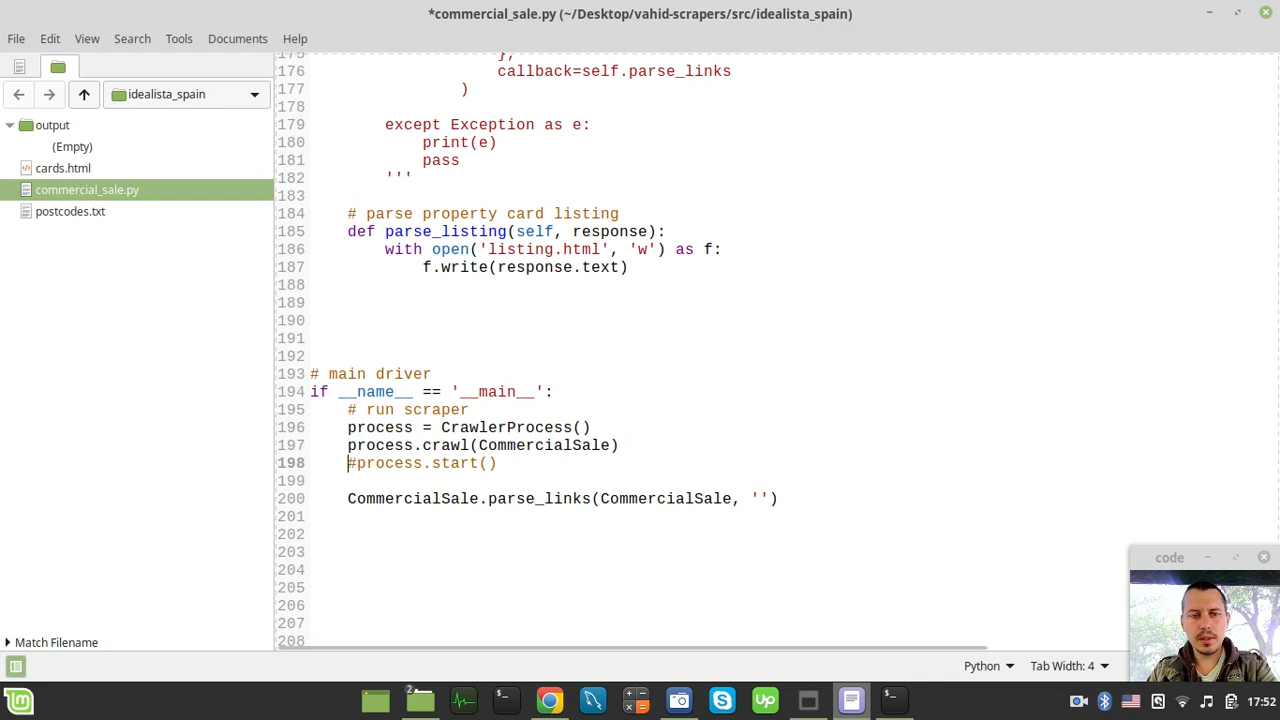 *commercial_sale.py (~/Desktop/vahid-scrapers/src/idealista_spain)
File Edit View Search Tools Documents Help
idealista_spain
output
(Empty)
cards.html
commercial_sale.py
postcodes.txt
Match Filename
175 },
176 callback=self.parse_links
177 )
178
179 except Exception as e:
180 print(e)
181 pass
182 '''
183
184 # parse property card listing
185 def parse_listing(self, response):
186 with open('listing.html', 'w') as f:
187 f.write(response.text)
188
189
190
191
192
193 # main driver
194 if __name__ == '__main__':
195 # run scraper
196 process = CrawlerProcess()
197 process.crawl(CommercialSale)
198 #process.start()
199
200 CommercialSale.parse_links(CommercialSale, '')
201
202
203
204
205
206
207
208
code
Python Tab Width: 4
2
up
17:52